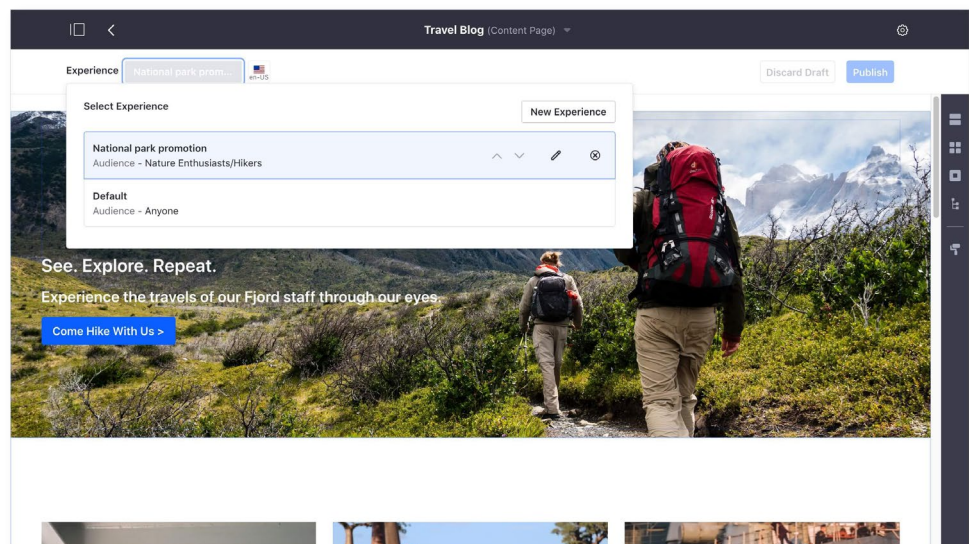 Travel Blog (Content Page)
Experience National park prom... en-US Discard Draft Publish
Select Experience New Experience
National park promotion
Audience - Nature Enthusiasts/Hikers
Default
Audience - Anyone
See. Explore. Repeat.
Experience the travels of our Fjord staff through our eyes.
Come Hike With Us >